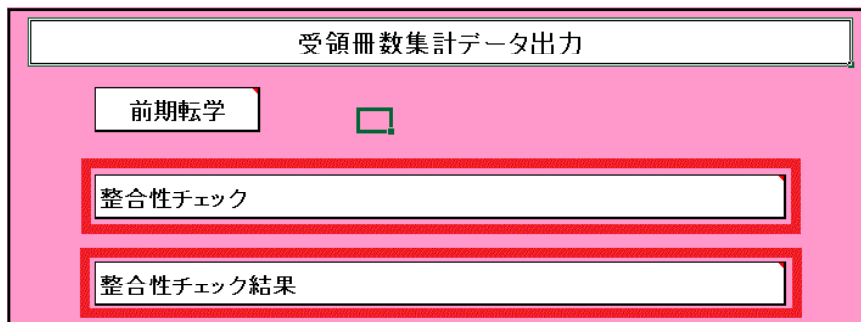 受領冊数集計データ出力
前期転学
整合性チェック
整合性チェック結果